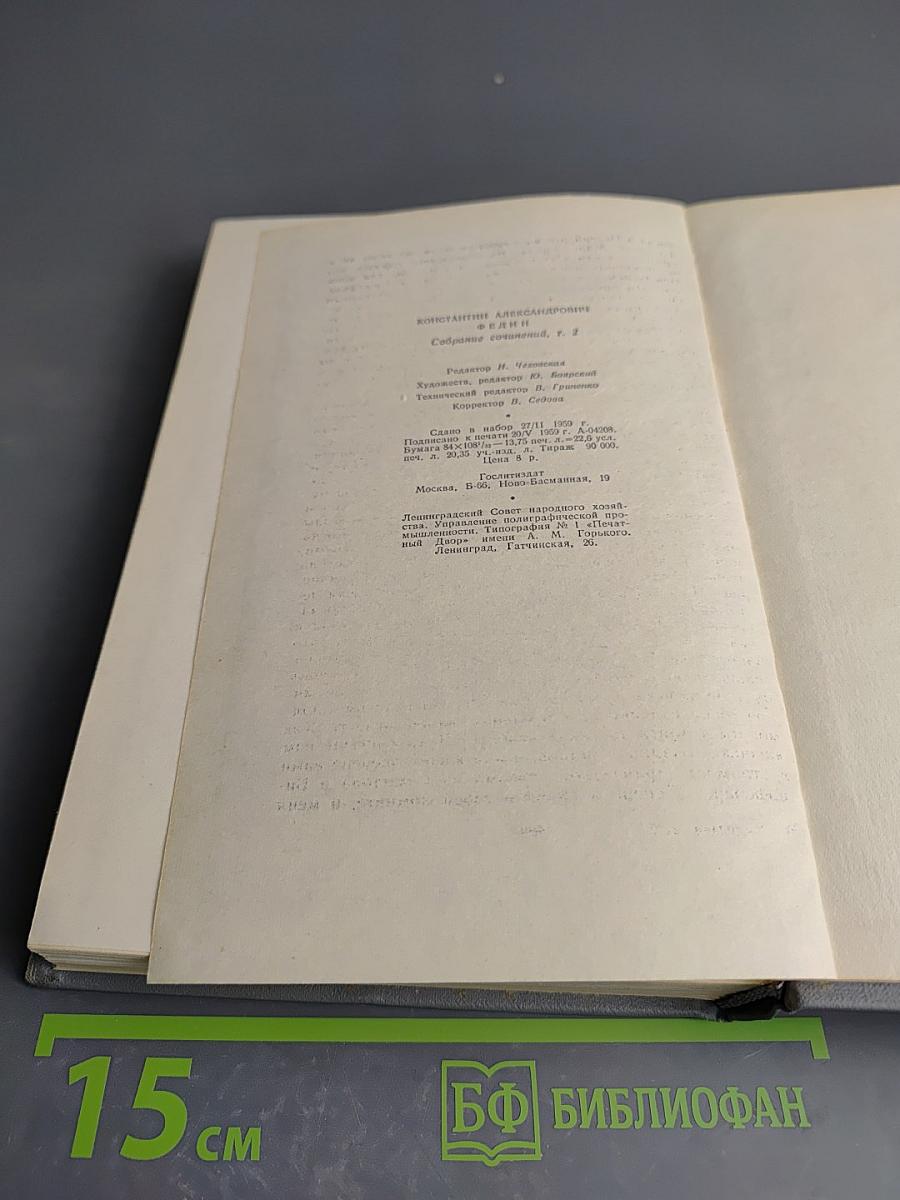 КОНСТАНТИН АЛЕКСАНДРОВИЧ
ФЕДИН
Собрание сочинений, т. 2
Редактор Н. Чеховская
Художеств. редактор Ю. Боярский
Технический редактор В. Гриненко
Корректор В. Седова
*
Сдано в набор 27/II 1959 г.
Подписано к печати 20/V 1959 г. А-04208.
Бумага 84×108¹/₃₂ — 13,75 печ. л. = 22,6 усл.
печ. л. 20,35 уч.-изд. л. Тираж 90 000.
Цена 8 р.
Гослитиздат
Москва, Б-66, Ново-Басманная, 19
*
Ленинградский Совет народного хозяй-
ства. Управление полиграфической про-
мышленности. Типография № 1 «Печат-
ный Двор» имени А. М. Горького.
Ленинград, Гатчинская, 26.
15 см
БФ БИБЛИОФАН